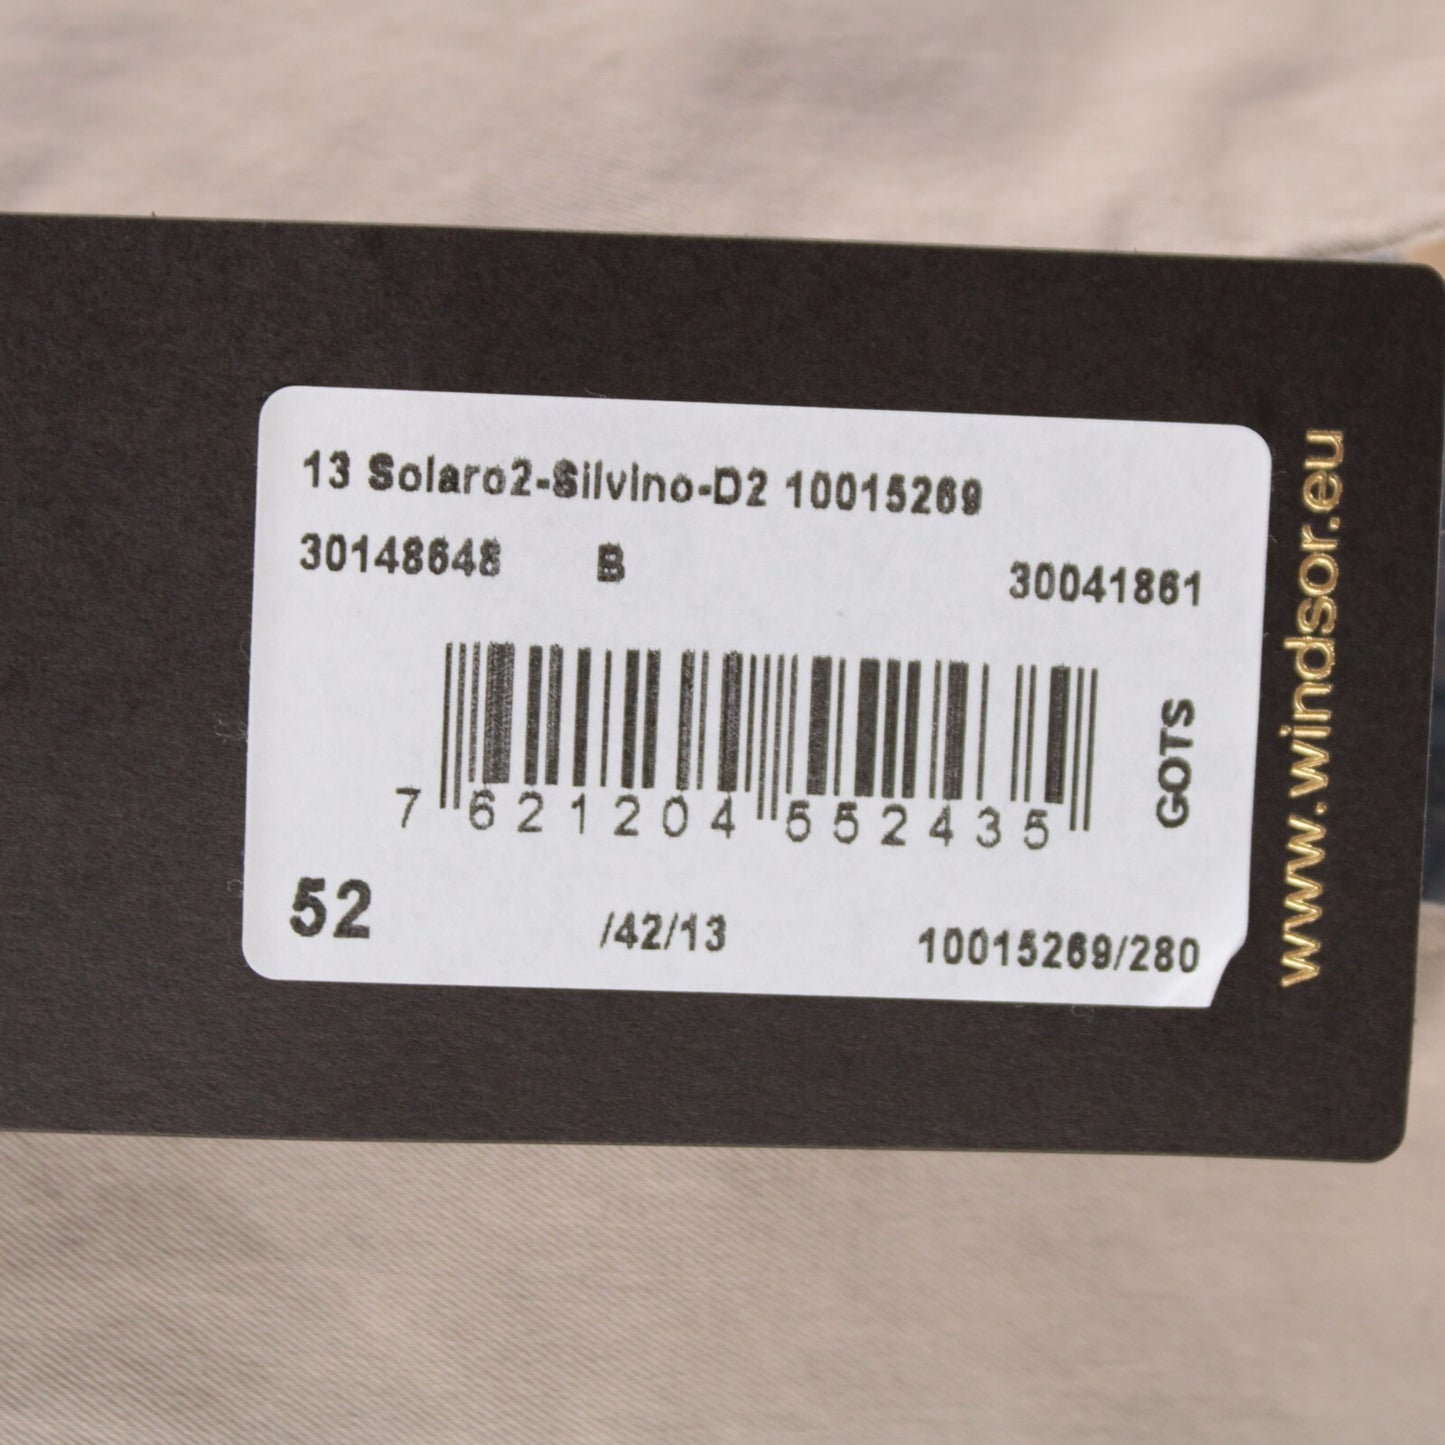 13 Solaro2-Silvino-D2 10015269
30148648 B 30041861
7 621204 552435
GOTS
52 /42/13 10015269/280
www.windsor.eu